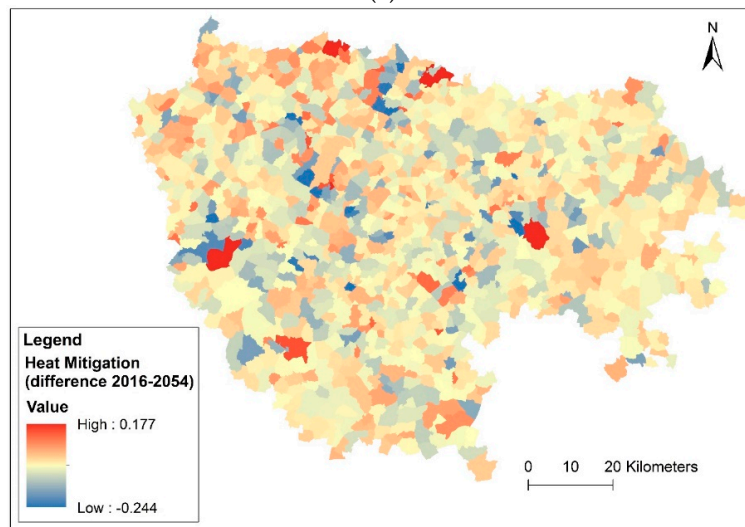 N
Legend
Heat Mitigation
(difference 2016-2054)
Value
High : 0.177
Low : -0.244
0 10 20 Kilometers